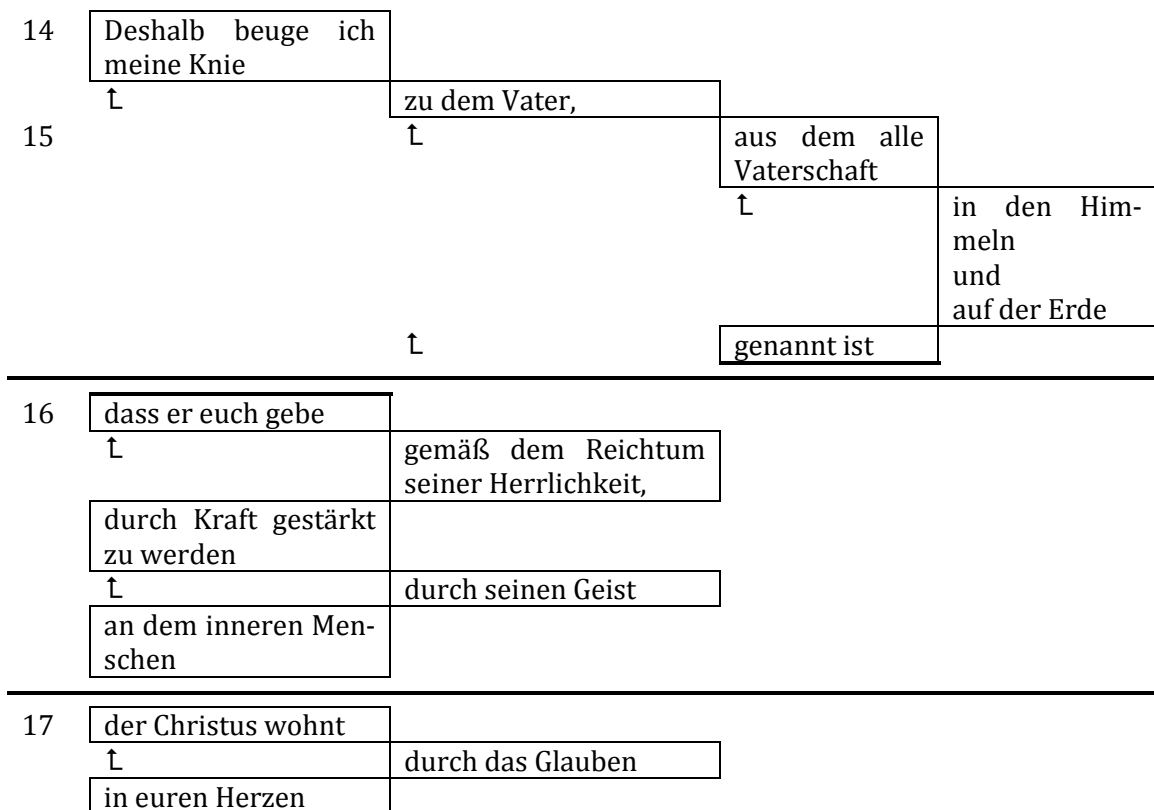 14 Deshalb beuge ich
meine Knie
↥ zu dem Vater,
15 ↥ aus dem alle
Vaterschaft
↥ in den Him-
meln
und
auf der Erde
↥ genannt ist
16 dass er euch gebe
↥ gemäß dem Reichtum
seiner Herrlichkeit,
durch Kraft gestärkt
zu werden
↥ durch seinen Geist
an dem inneren Men-
schen
17 der Christus wohnt
↥ durch das Glauben
in euren Herzen